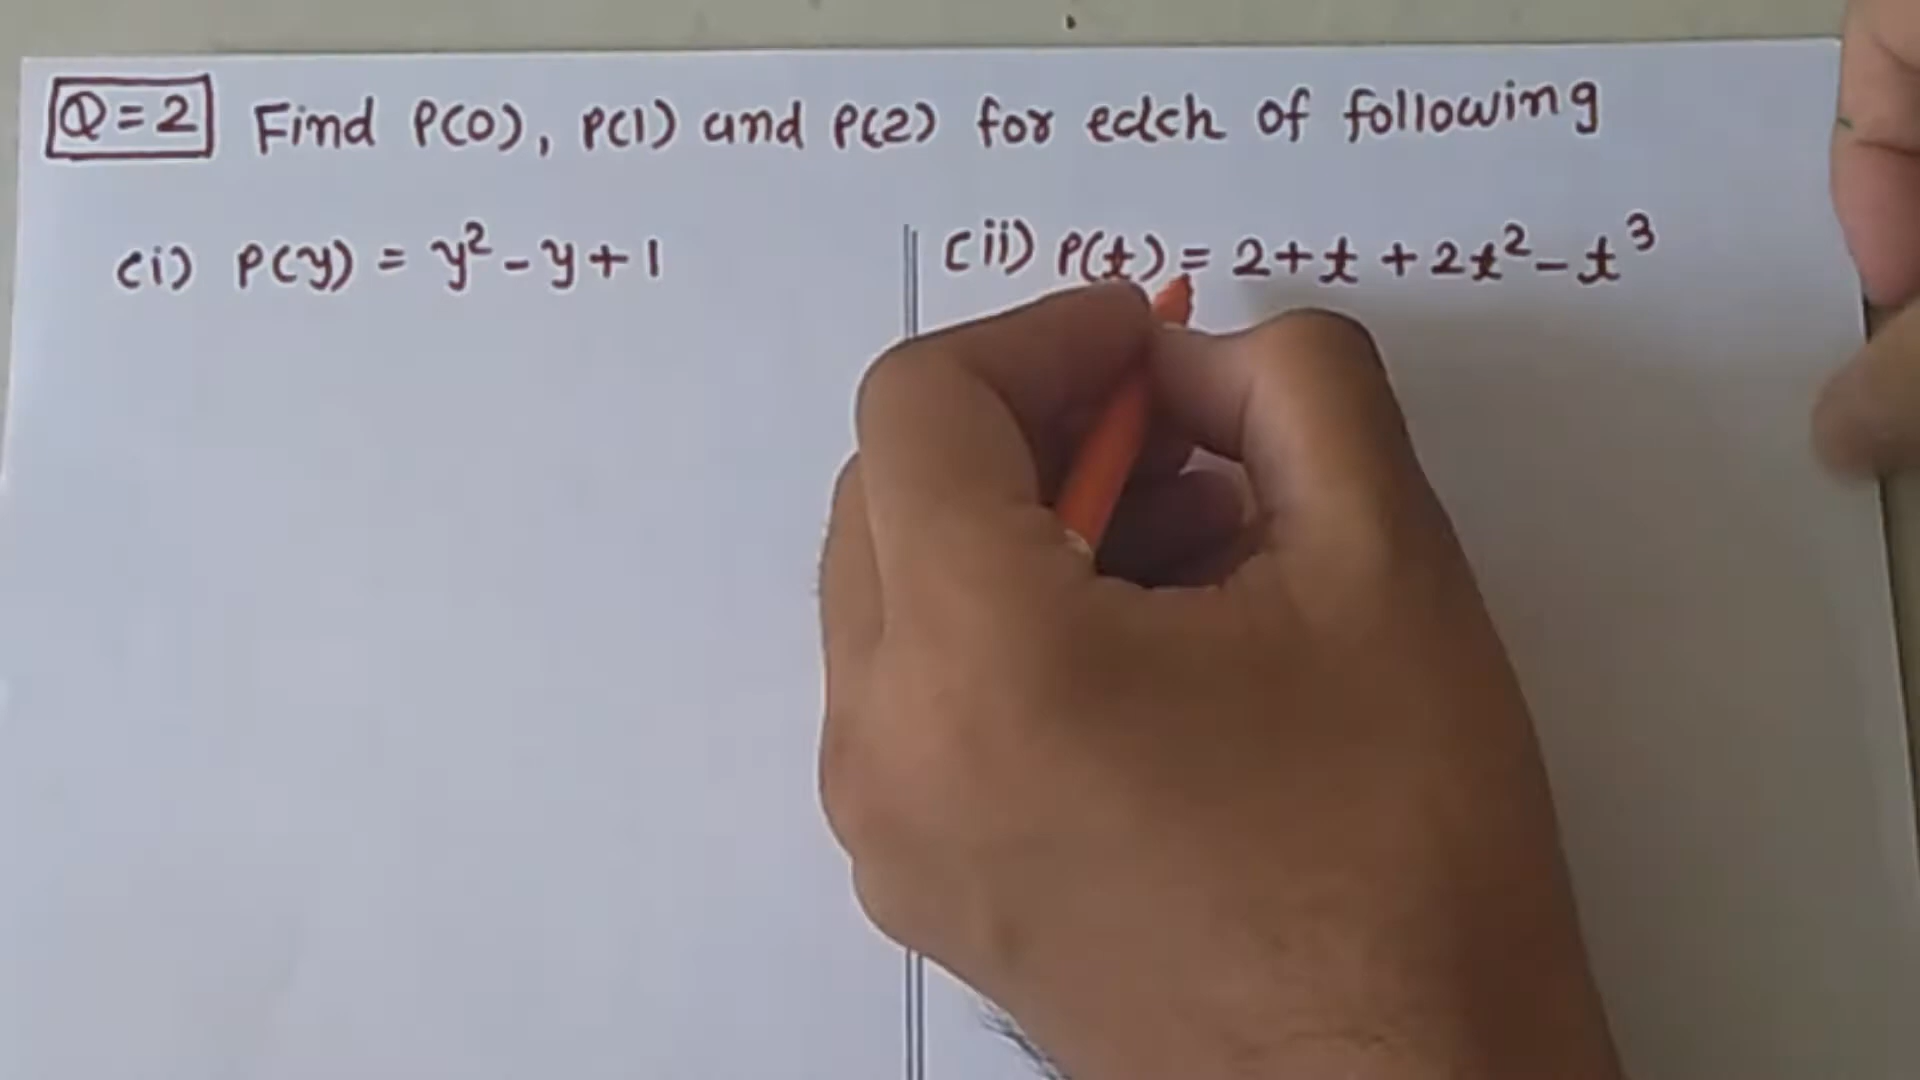 Q=2 Find P(0), P(1) and P(2) for each of following
(i) P(y) = y² - y + 1
(ii) P(t) = 2 + t + 2t² - t³